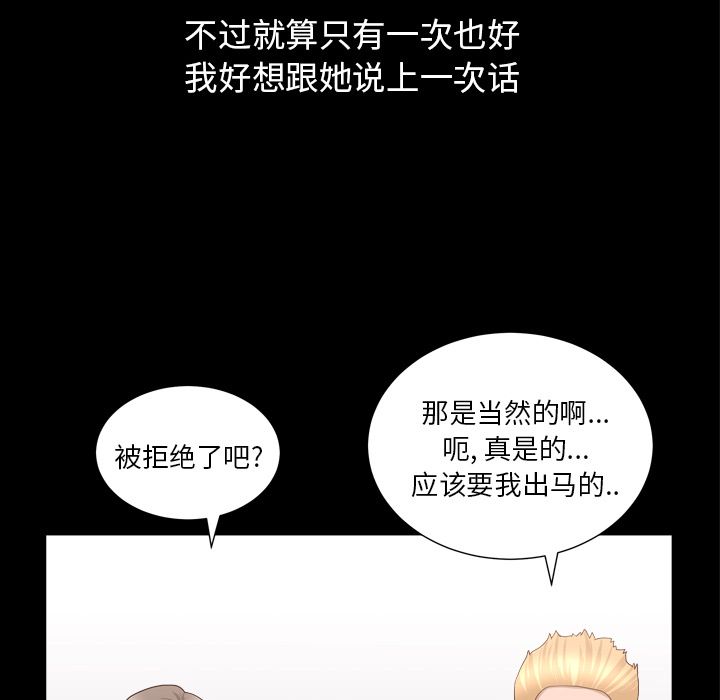 不过就算只有一次也好
我好想跟她说上一次话
被拒绝了吧?
那是当然的啊...
呃,真是的...
应该要我出马的..